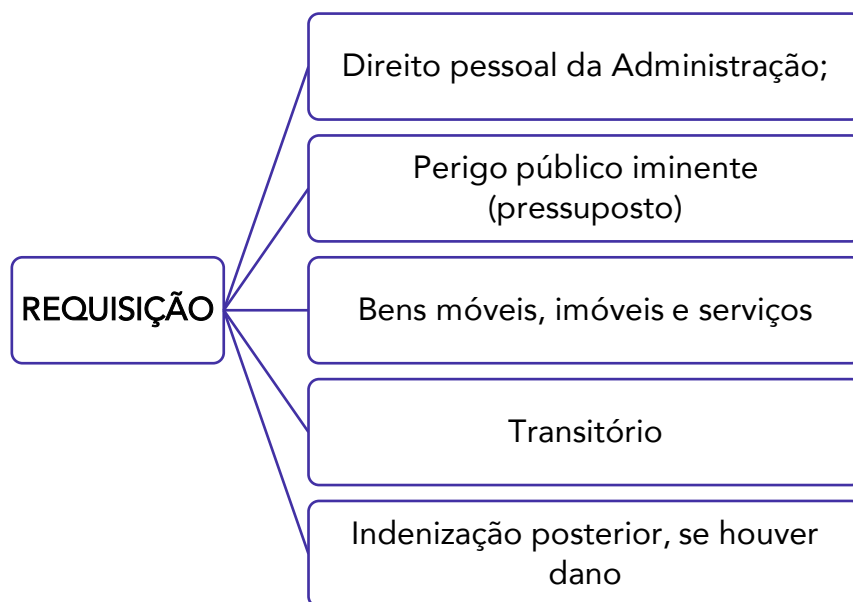 Direito pessoal da Administração;
Perigo público iminente
(pressuposto)
REQUISIÇÃO
Bens móveis, imóveis e serviços
Transitório
Indenização posterior, se houver
dano